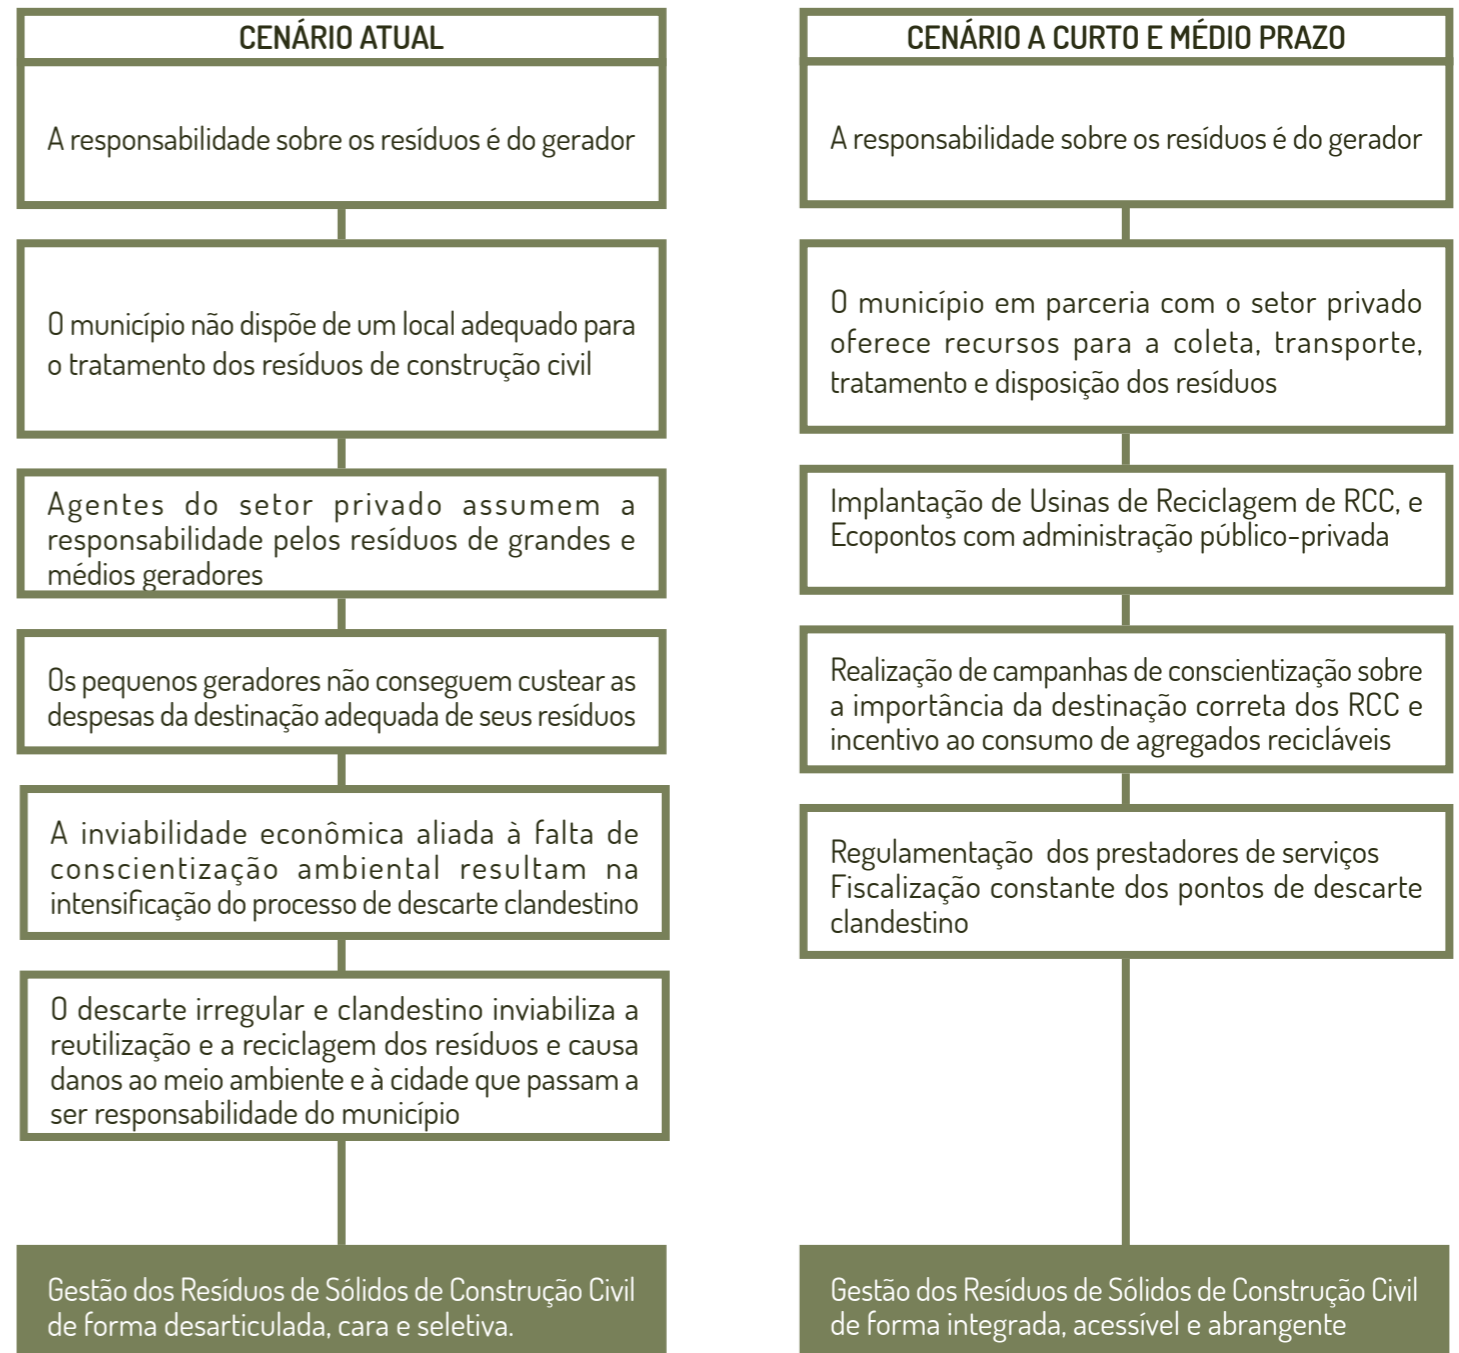 CENÁRIO ATUAL
A responsabilidade sobre os resíduos é do gerador
O município não dispõe de um local adequado para
o tratamento dos resíduos de construção civil
Agentes do setor privado assumem a
responsabilidade pelos resíduos de grandes e
médios geradores
Os pequenos geradores não conseguem custear as
despesas da destinação adequada de seus resíduos
A inviabilidade econômica aliada à falta de
conscientização ambiental resultam na
intensificação do processo de descarte clandestino
O descarte irregular e clandestino inviabiliza a
reutilização e a reciclagem dos resíduos e causa
danos ao meio ambiente e à cidade que passam a
ser responsabilidade do município
Gestão dos Resíduos de Sólidos de Construção Civil
de forma desarticulada, cara e seletiva.
CENÁRIO A CURTO E MÉDIO PRAZO
A responsabilidade sobre os resíduos é do gerador
O município em parceria com o setor privado
oferece recursos para a coleta, transporte,
tratamento e disposição dos resíduos
Implantação de Usinas de Reciclagem de RCC, e
Ecopontos com administração público-privada
Realização de campanhas de conscientização sobre
a importância da destinação correta dos RCC e
incentivo ao consumo de agregados recicláveis
Regulamentação dos prestadores de serviços
Fiscalização constante dos pontos de descarte
clandestino
Gestão dos Resíduos de Sólidos de Construção Civil
de forma integrada, acessível e abrangente